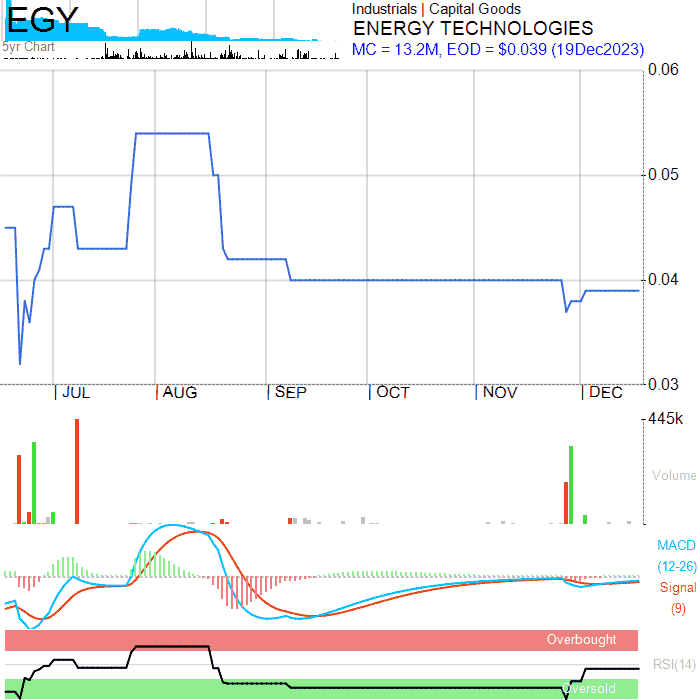 EGY
5yr Chart
Industrials | Capital Goods
ENERGY TECHNOLOGIES
MC = 13.2M, EOD = $0.039 (19Dec2023)
0.06
0.05
0.04
0.03
JUL AUG SEP OCT NOV DEC
445k
Volume
MACD
(12-26)
Signal
(9)
Overbought
RSI(14)
Oversold